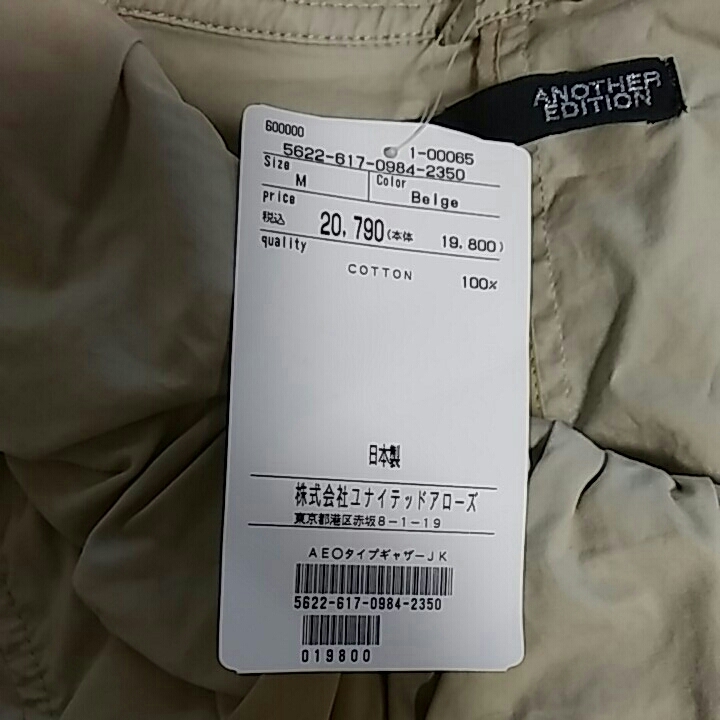 ANOTHER
EDITION
600000
1-00065
5622-617-0984-2350
Size M Color Beige
price
税込 20,790(本体 19,800)
quality
COTTON 100%
日本製
株式会社ユナイテッドアローズ
東京都港区赤坂8-1-19
AEOタイプギャザーJK
5622-617-0984-2350
019800